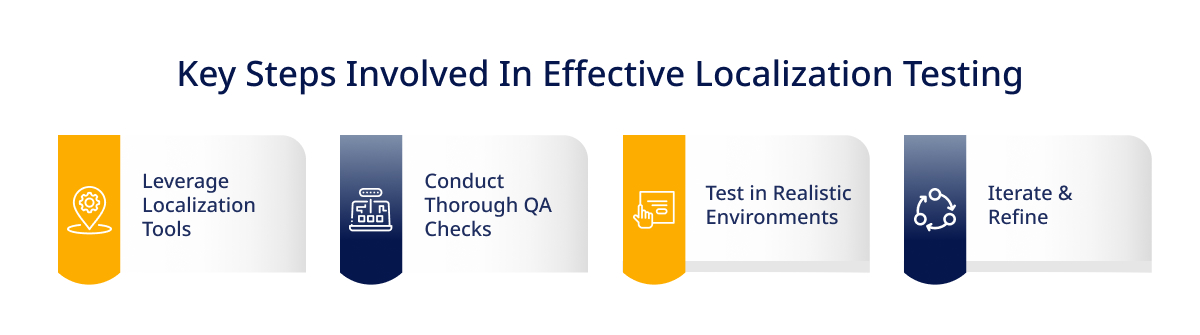 Key Steps Involved In Effective Localization Testing
Leverage
Localization
Tools
Conduct
Thorough QA
Checks
Test in Realistic
Environments
Iterate &
Refine